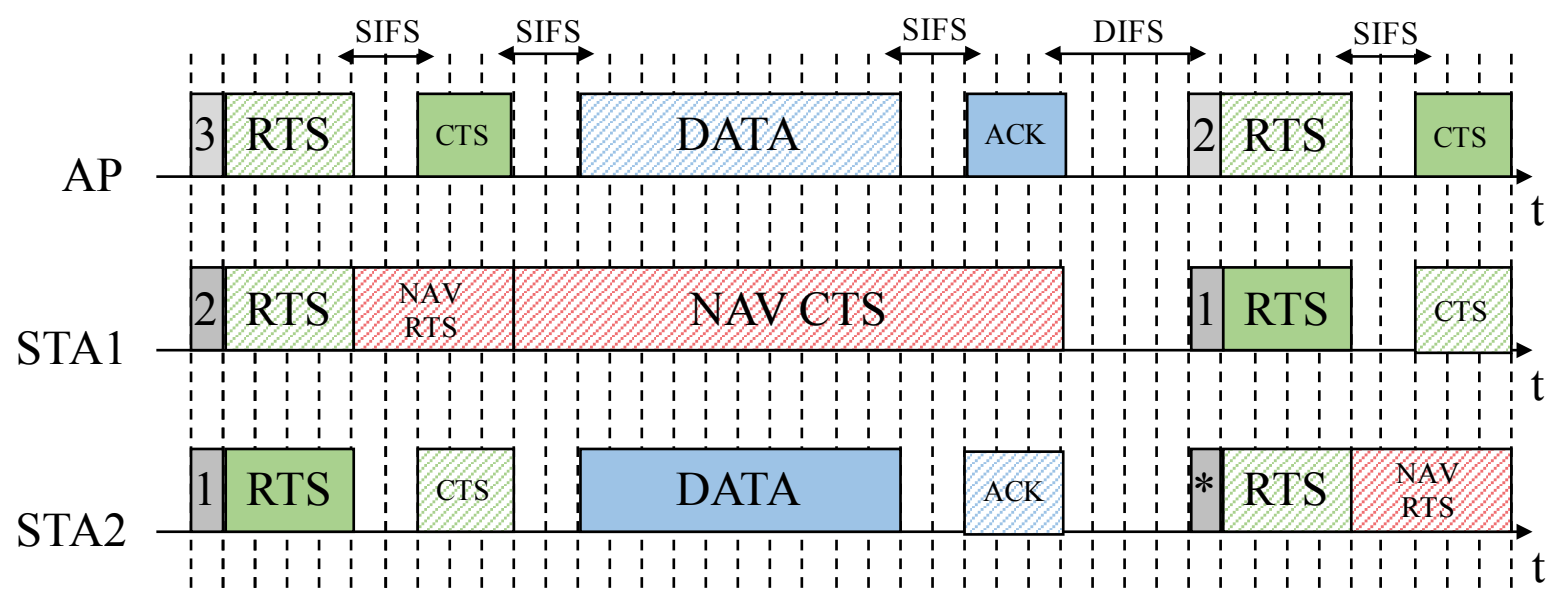 SIFS SIFS SIFS DIFS SIFS
AP 3 RTS CTS DATA ACK 2 RTS CTS
t
STA1 2 RTS NAV RTS NAV CTS 1 RTS CTS
t
STA2 1 RTS CTS DATA ACK * RTS NAV RTS
t